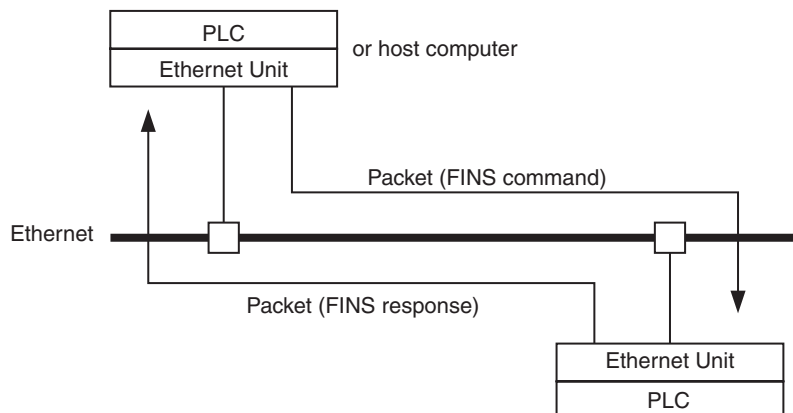 PLC
or host computer
Ethernet Unit
Packet (FINS command)
Ethernet
Packet (FINS response)
Ethernet Unit
PLC